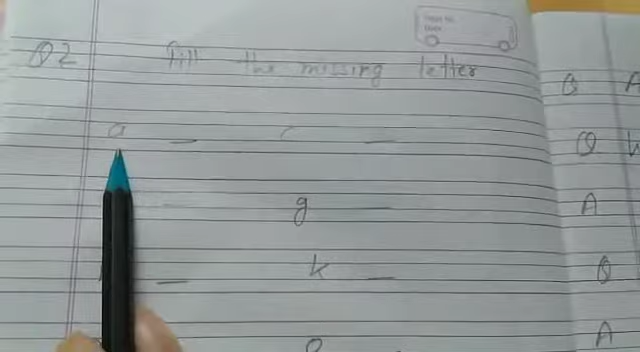 Q2 fill the missing letter
a _ c _
_ g _
_ k _
Q
A
Q
A